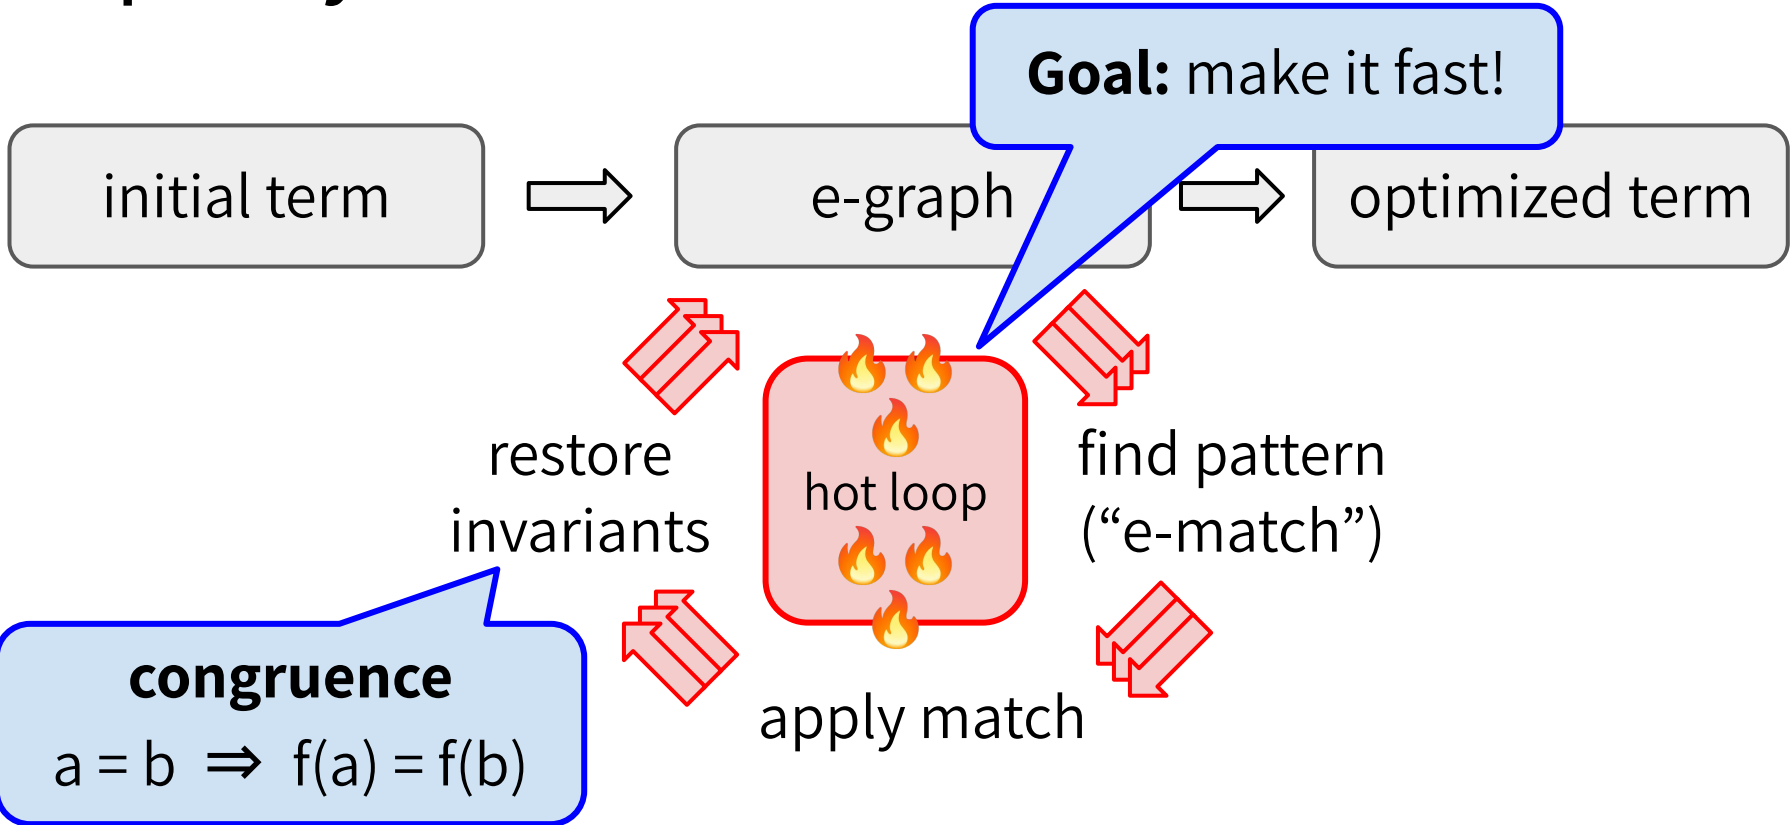 Goal: make it fast!
initial term
e-graph
optimized term
restore
invariants
hot loop
find pattern
(“e-match”)
congruence
a = b ⇒ f(a) = f(b)
apply match